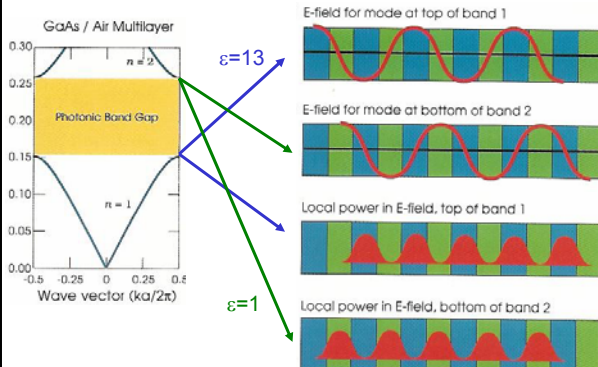 GaAs / Air Multilayer
0.30
0.25
0.20
0.15
0.10
0.05
0.00
n = 2
Photonic Band Gap
n = 1
-0.5
-0.25
0
0.25
0.5
Wave vector (ka/2π)
ε=13
ε=1
E-field for mode at top of band 1
E-field for mode at bottom of band 2
Local power in E-field, top of band 1
Local power in E-field, bottom of band 2